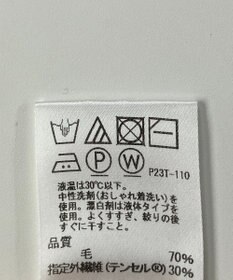 P W P23T-110
液温は30℃以下。
中性洗剤(おしゃれ着洗い)を
使用。漂白剤は液体タイプを
使用。よくすすぎ、絞りの後
すぐに干すこと。
品質
毛 70%
指定外繊維(テンセル®)30%